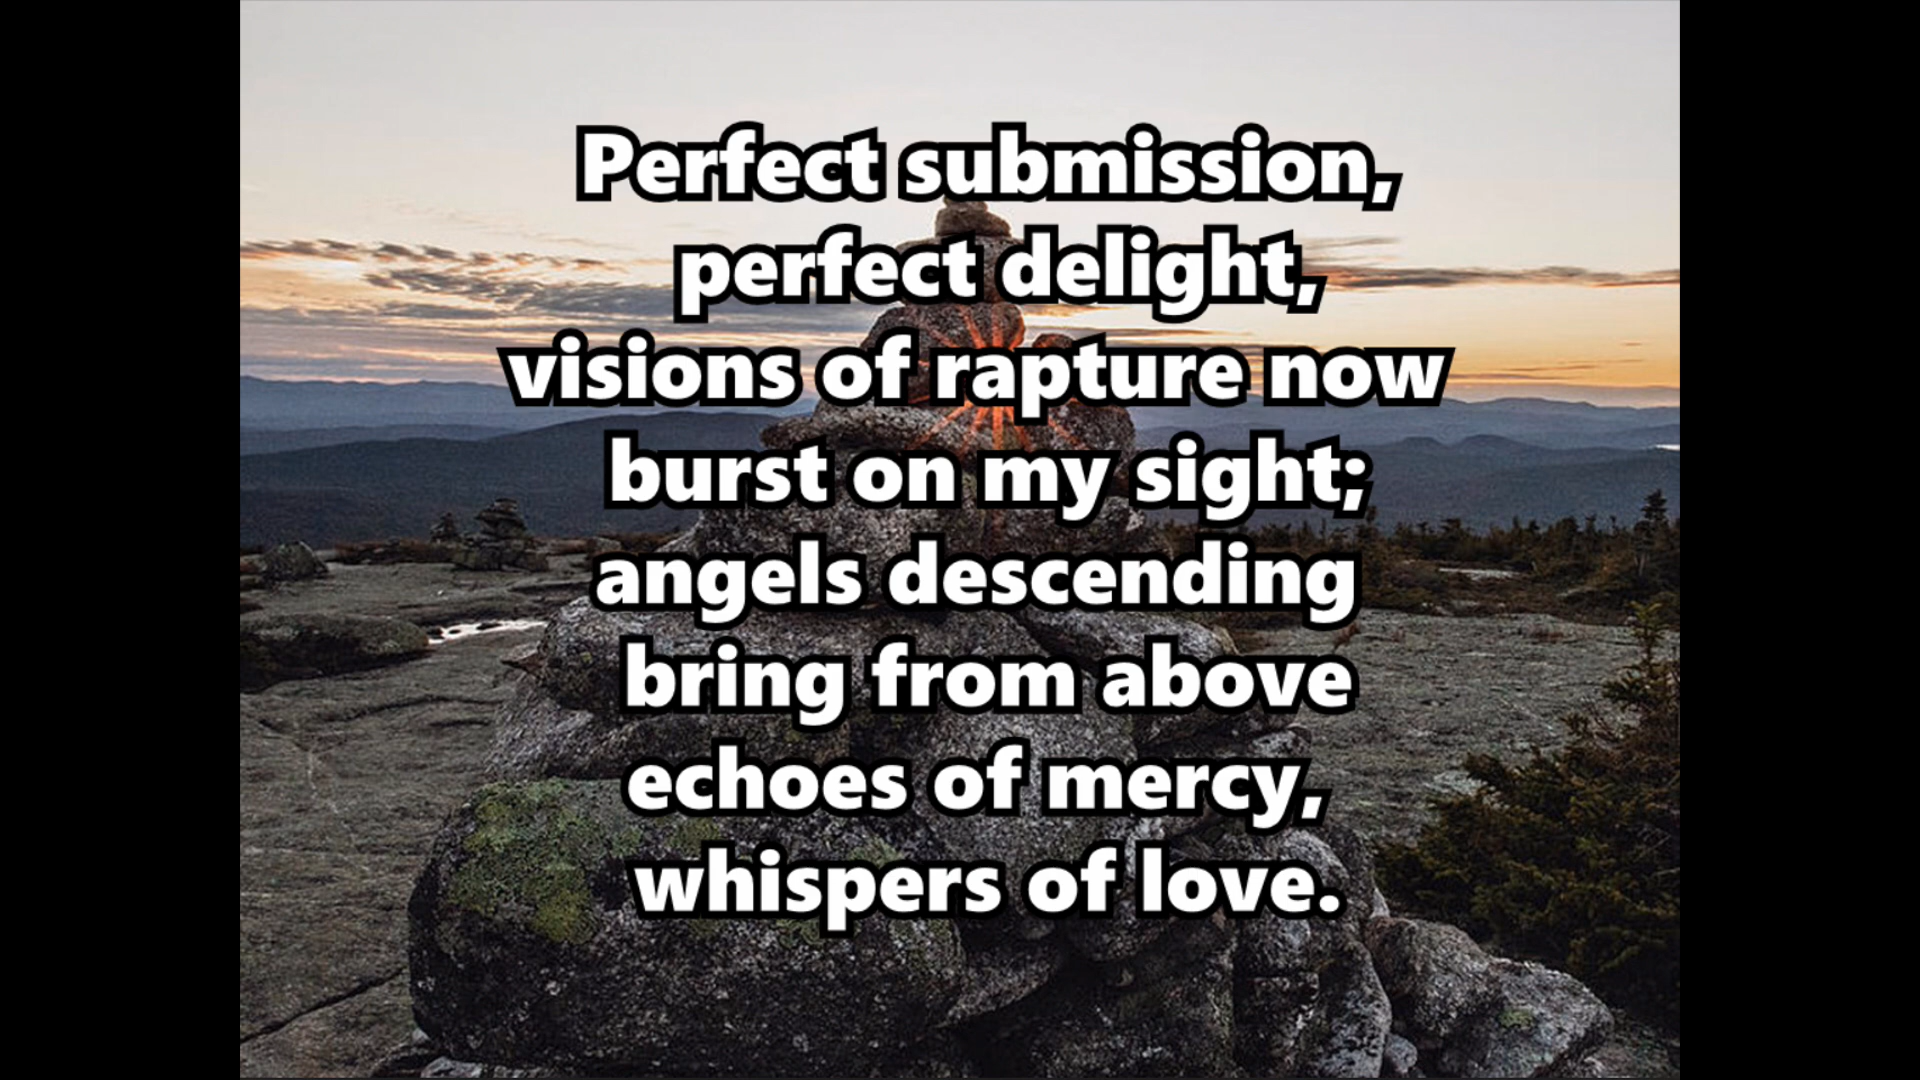 Perfect submission,
perfect delight,
visions of rapture now
burst on my sight;
angels descending
bring from above
echoes of mercy,
whispers of love.